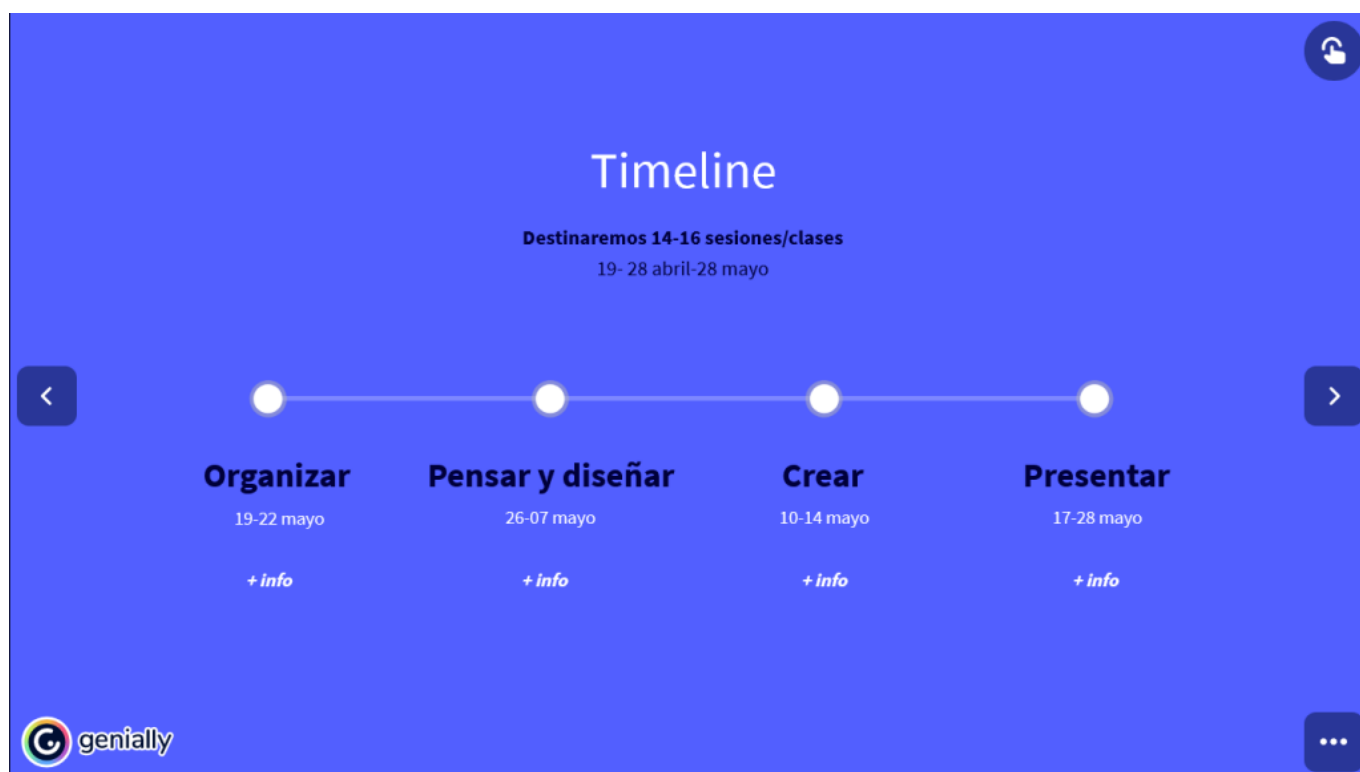 Timeline
Destinaremos 14-16 sesiones/clases
19- 28 abril-28 mayo
Organizar
Pensar y diseñar
Crear
Presentar
19-22 mayo
26-07 mayo
10-14 mayo
17-28 mayo
+ info
+ info
+ info
+ info
genially